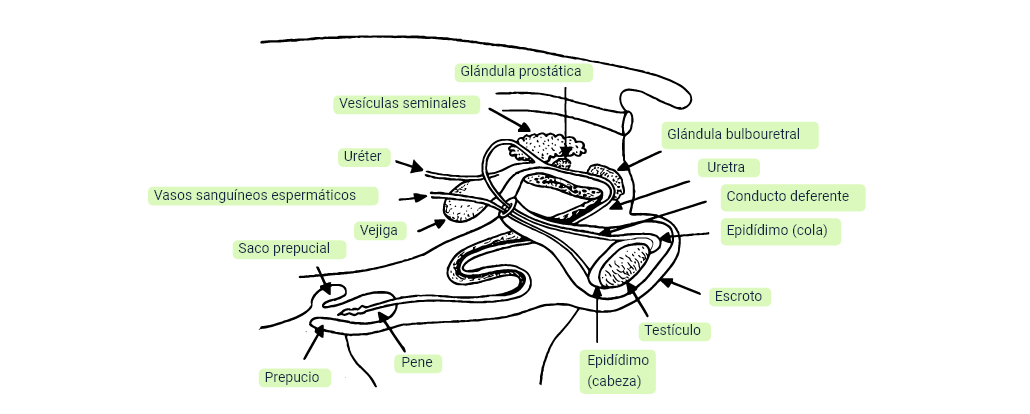 Glándula prostática
Vesículas seminales
Glándula bulbouretral
Uréter
Uretra
Vasos sanguíneos espermáticos
Conducto deferente
Vejiga
Epidídimo (cola)
Saco prepucial
Escroto
Testículo
Epidídimo
(cabeza)
Pene
Prepucio